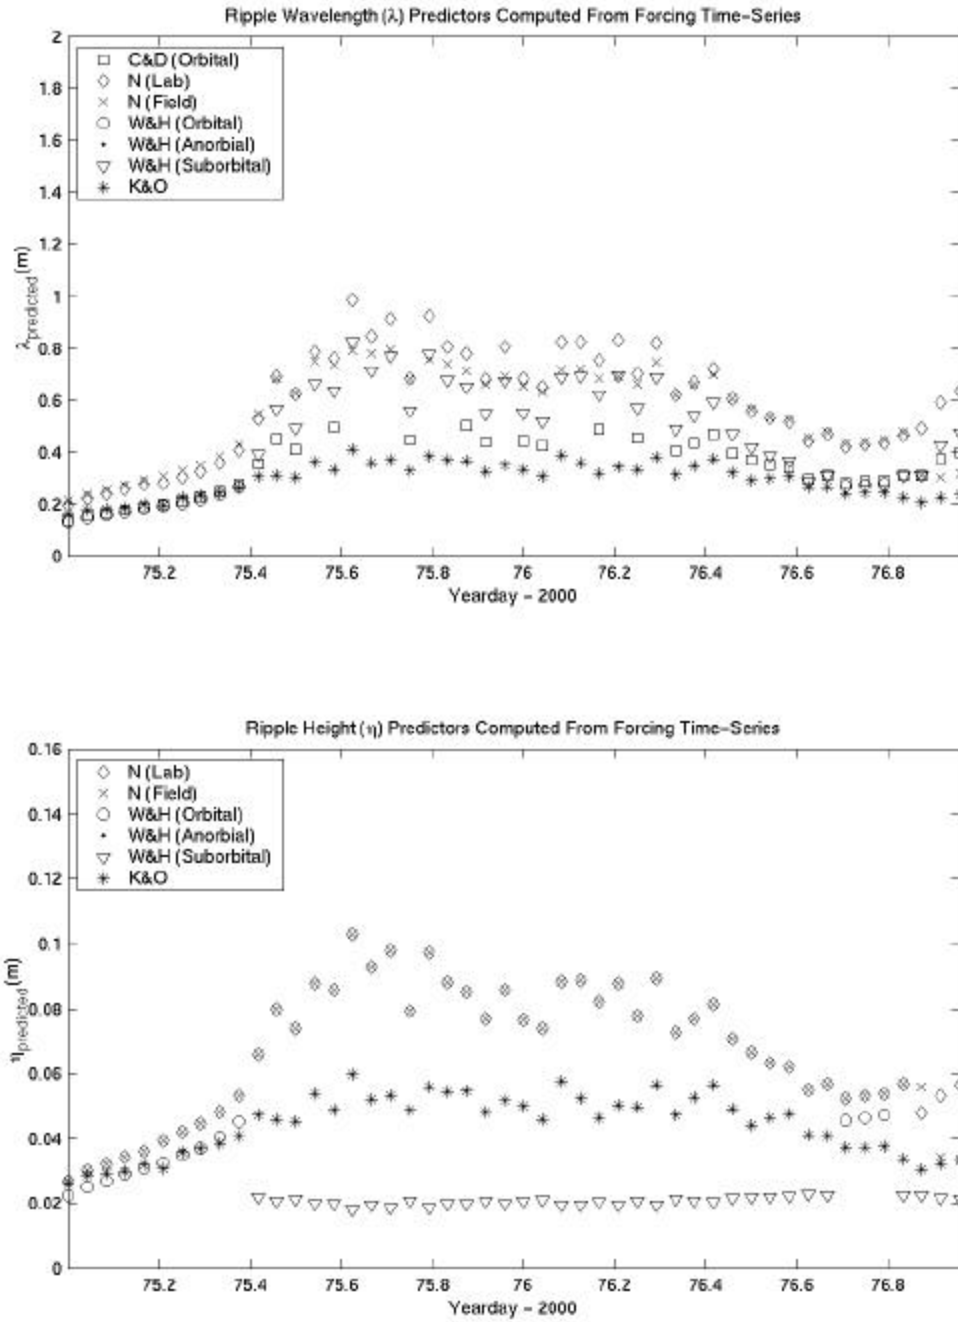 Ripple Wavelength (λ) Predictors Computed From Forcing Time-Series
2
1.8
1.6
1.4
1.2
1
0.8
0.6
0.4
0.2
0
λpredicted(m)
C&D (Orbital)
N (Lab)
N (Field)
W&H (Orbital)
W&H (Anorbial)
W&H (Suborbital)
K&O
75.2
75.4
75.6
75.8
76
76.2
76.4
76.6
76.8
Yearday - 2000
Ripple Height (η) Predictors Computed From Forcing Time-Series
0.16
0.14
0.12
0.1
0.08
0.06
0.04
0.02
0
ηpredicted(m)
N (Lab)
N (Field)
W&H (Orbital)
W&H (Anorbial)
W&H (Suborbital)
K&O
75.2
75.4
75.6
75.8
76
76.2
76.4
76.6
76.8
Yearday - 2000